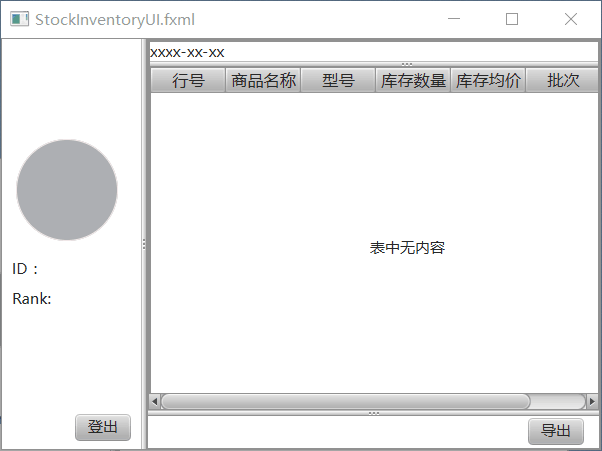 StockInventoryUI.fxml
xxxx-xx-xx
行号 商品名称 型号 库存数量 库存均价 批次
表中无内容
ID：
Rank:
登出
导出